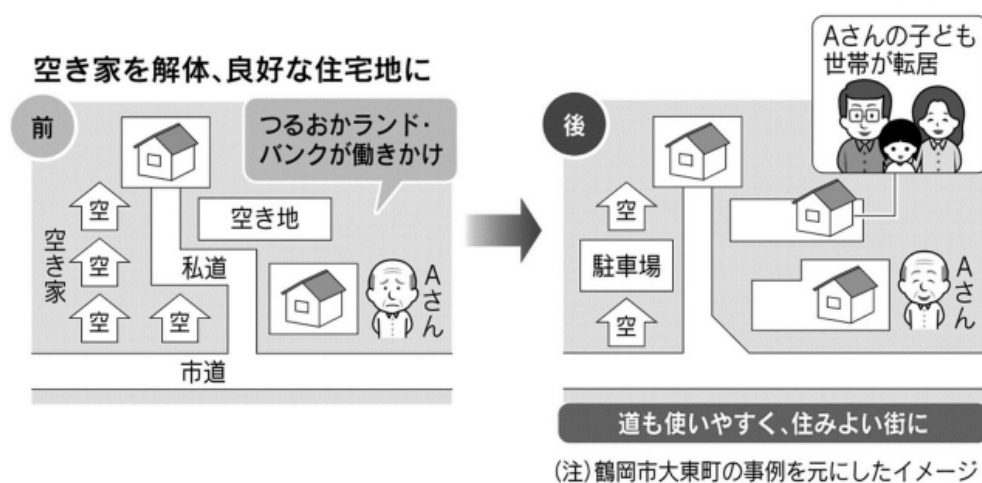 空き家を解体、良好な住宅地に
前
つるおかランド・
バンクが働きかけ
空
空
空
空
空き家
空き地
私道
Aさん
市道
後
Aさんの子ども
世帯が転居
空
駐車場
空
Aさん
道も使いやすく、住みよい街に
(注)鶴岡市大東町の事例を元にしたイメージ